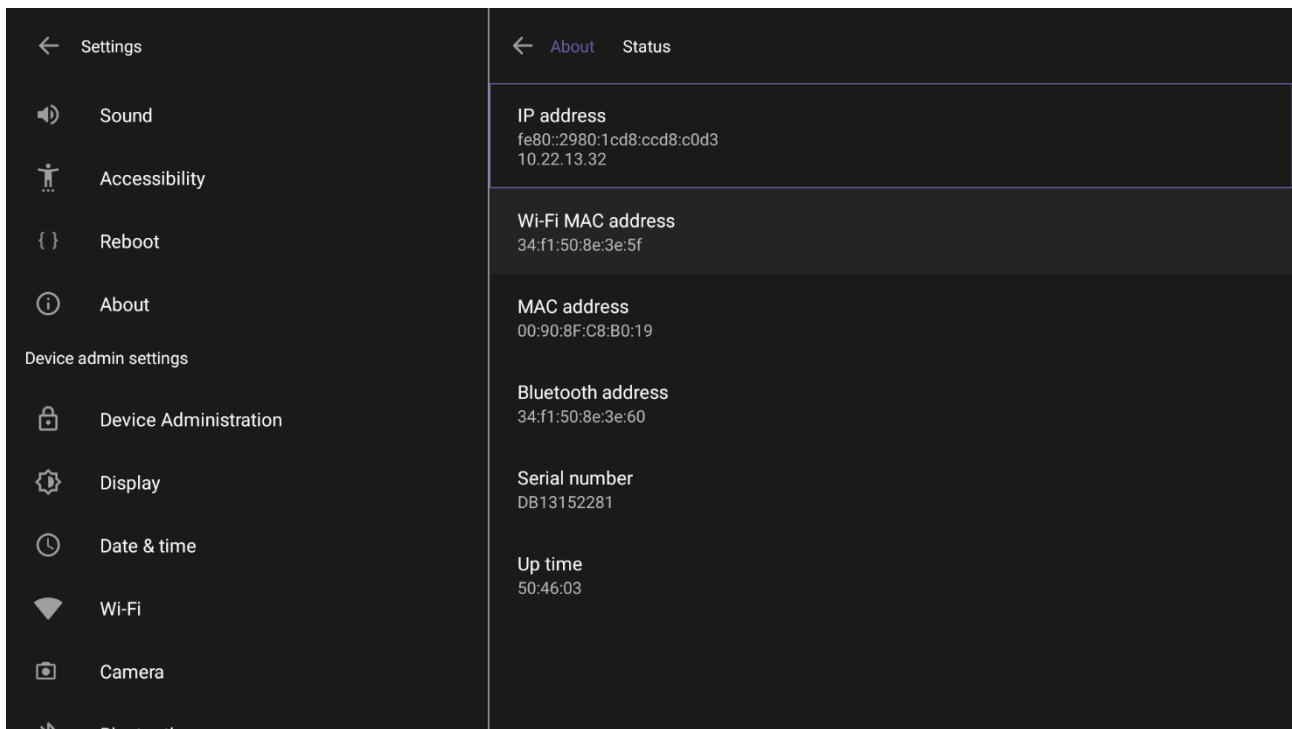 Settings
Sound
Accessibility
{ } Reboot
About
Device admin settings
Device Administration
Display
Date & time
Wi-Fi
Camera
About Status
IP address
fe80::2980:1cd8:ccd8:c0d3
10.22.13.32
Wi-Fi MAC address
34:f1:50:8e:3e:5f
MAC address
00:90:8F:C8:B0:19
Bluetooth address
34:f1:50:8e:3e:60
Serial number
DB13152281
Up time
50:46:03